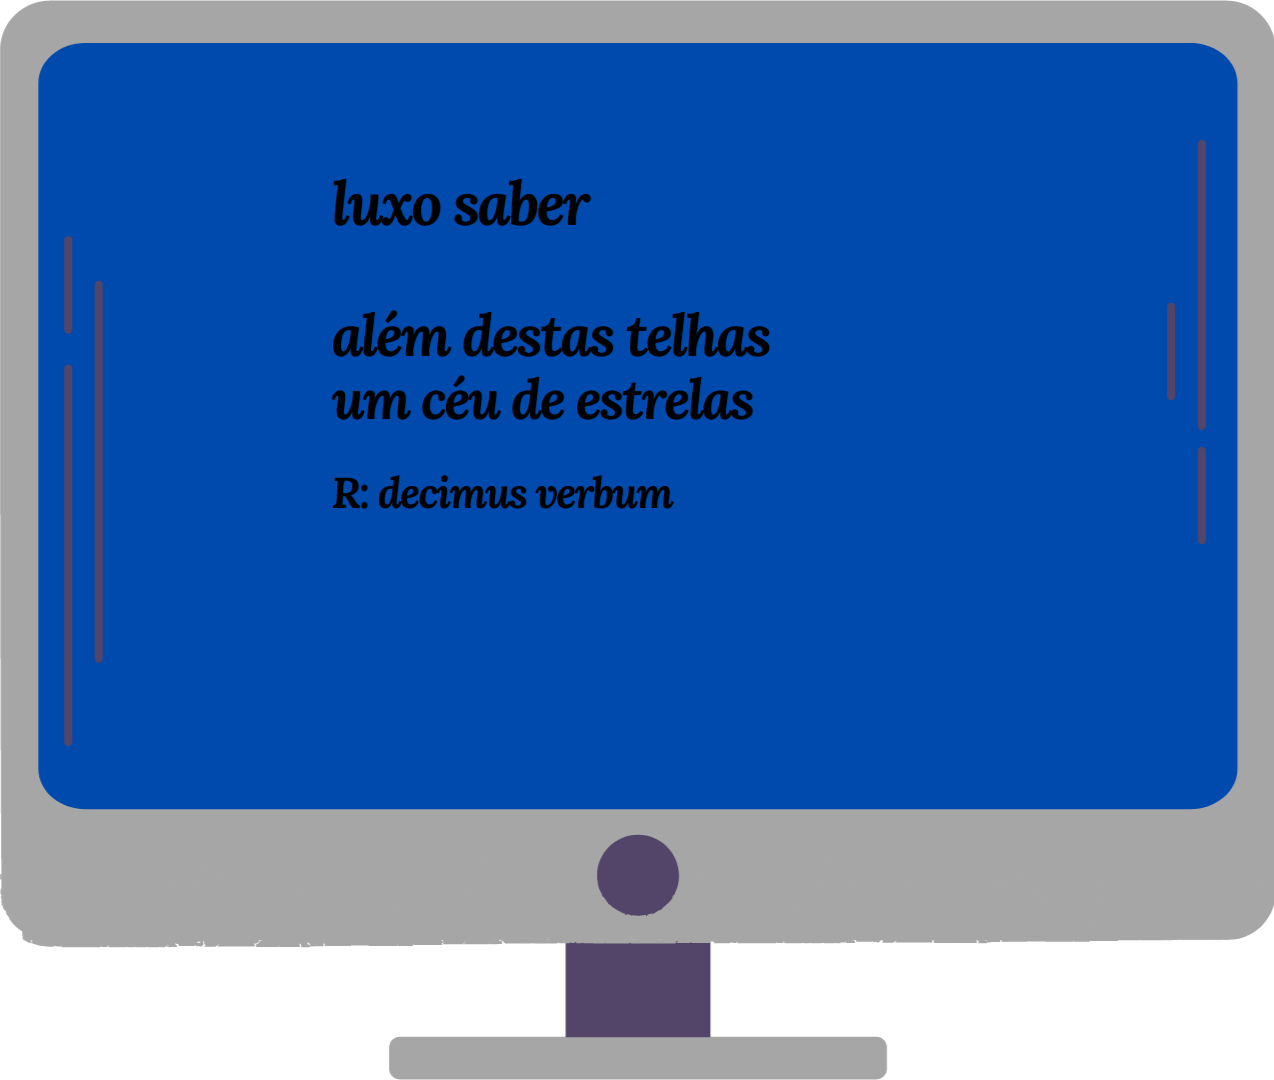 luxo saber
além destas telhas
um céu de estrelas
R: decimus verbum